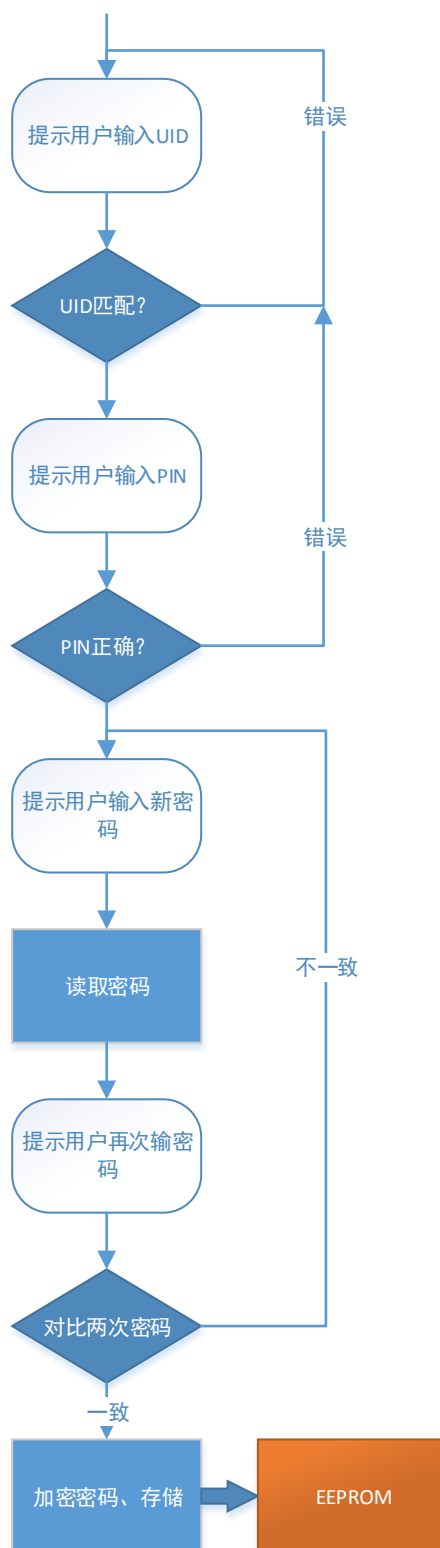 错误
提示用户输入UID
UID匹配？
提示用户输入PIN
错误
PIN正确？
提示用户输入新密
码
读取密码
不一致
提示用户再次输密
码
对比两次密码
一致
加密密码、存储
EEPROM